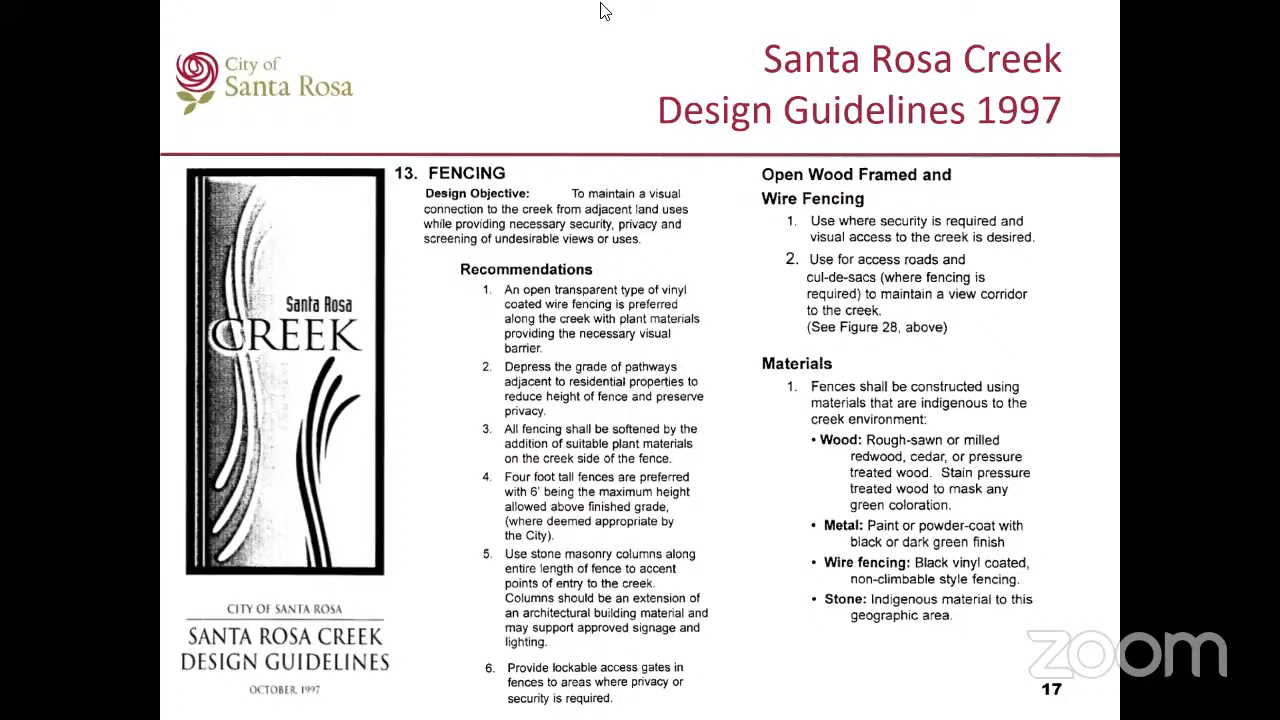 City of
Santa Rosa
Santa Rosa Creek
Design Guidelines 1997
Santa Rosa
CREEK
CITY OF SANTA ROSA
SANTA ROSA CREEK
DESIGN GUIDELINES
OCTOBER, 1997
13. FENCING
Design Objective: To maintain a visual
connection to the creek from adjacent land uses
while providing necessary security, privacy and
screening of undesirable views or uses.
Recommendations
1. An open transparent type of vinyl
coated wire fencing is preferred
along the creek with plant materials
providing the necessary visual
barrier.
2. Depress the grade of pathways
adjacent to residential properties to
reduce height of fence and preserve
privacy.
3. All fencing shall be softened by the
addition of suitable plant materials
on the creek side of the fence.
4. Four foot tall fences are preferred
with 6' being the maximum height
allowed above finished grade,
(where deemed appropriate by
the City).
5. Use stone masonry columns along
entire length of fence to accent
points of entry to the creek.
Columns should be an extension of
an architectural building material and
may support approved signage and
lighting.
6. Provide lockable access gates in
fences to areas where privacy or
security is required.
Open Wood Framed and
Wire Fencing
1. Use where security is required and
visual access to the creek is desired.
2. Use for access roads and
cul-de-sacs (where fencing is
required) to maintain a view corridor
to the creek.
(See Figure 28, above)
Materials
1. Fences shall be constructed using
materials that are indigenous to the
creek environment:
• Wood: Rough-sawn or milled
redwood, cedar, or pressure
treated wood. Stain pressure
treated wood to mask any
green coloration.
• Metal: Paint or powder-coat with
black or dark green finish
• Wire fencing: Black vinyl coated,
non-climbable style fencing.
• Stone: Indigenous material to this
geographic area.
zoom
17